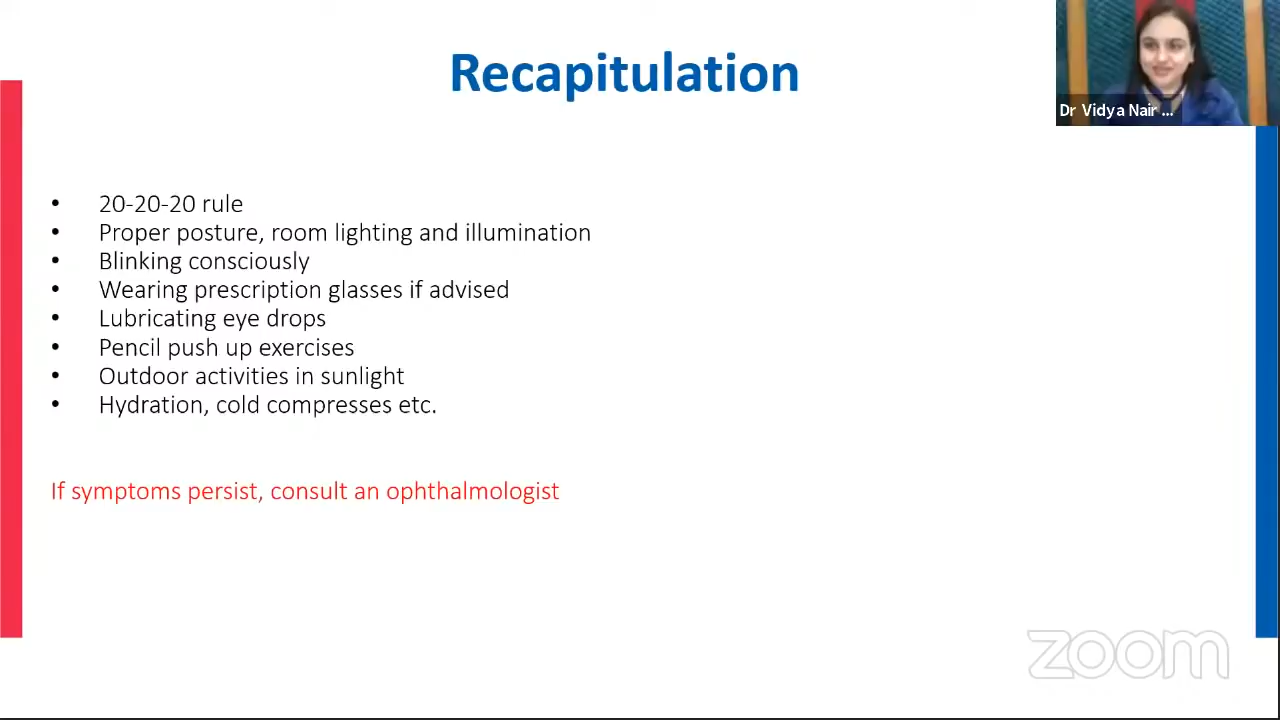 Recapitulation
Dr Vidya Nair ...
• 20-20-20 rule
• Proper posture, room lighting and illumination
• Blinking consciously
• Wearing prescription glasses if advised
• Lubricating eye drops
• Pencil push up exercises
• Outdoor activities in sunlight
• Hydration, cold compresses etc.
If symptoms persist, consult an ophthalmologist
zoom